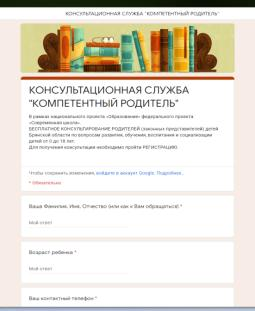 КОНСУЛЬТАЦИОННАЯ СЛУЖБА "КОМПЕТЕНТНЫЙ РОДИТЕЛЬ"
КОНСУЛЬТАЦИОННАЯ СЛУЖБА
"КОМПЕТЕНТНЫЙ РОДИТЕЛЬ"
В рамках национального проекта «Образование» федерального проекта
«Современная школа».
БЕСПЛАТНОЕ КОНСУЛЬТИРОВАНИЕ РОДИТЕЛЕЙ (законных представителей) детей
Брянской области по вопросам развития, обучения, воспитания и социализации
детей от 0 до 18 лет.
Для получения консультации необходимо пройти РЕГИСТРАЦИЮ.
Чтобы сохранить изменения, войдите в аккаунт Google. Подробнее…
* Обязательно
Ваша Фамилия, Имя, Отчество (или как к Вам обращаться) *
Мой ответ
Возраст ребенка *
Мой ответ
Ваш контактный телефон *